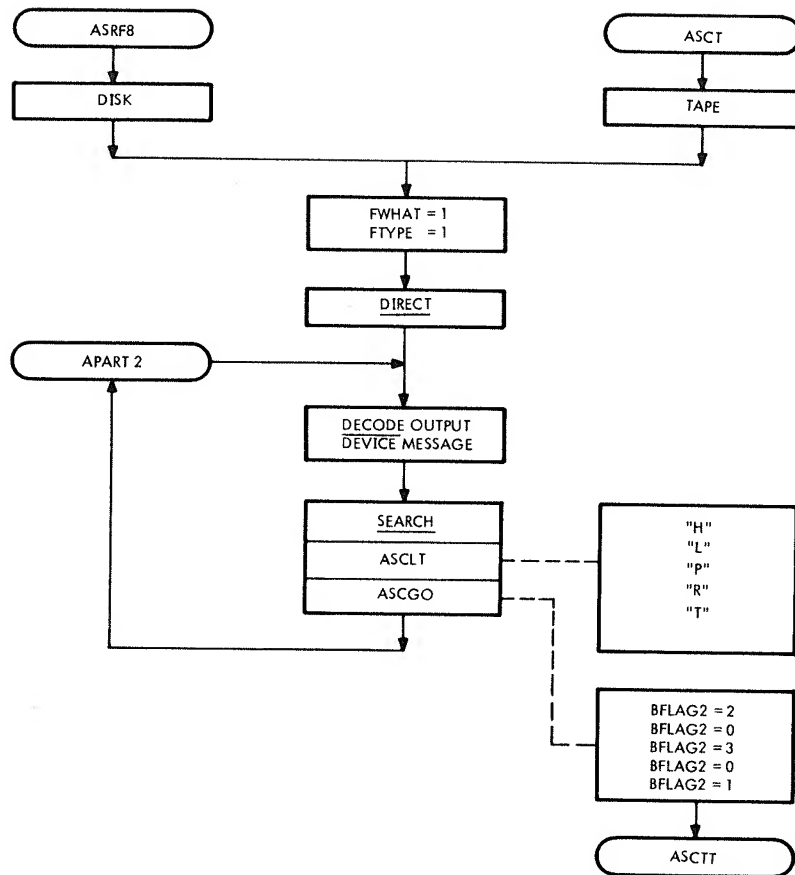 ASRF8
ASCT
DISK
TAPE
FWHAT = 1
FTYPE = 1
DIRECT
APART 2
DECODE OUTPUT
DEVICE MESSAGE
SEARCH
ASCLT
ASCGO
"H"
"L"
"P"
"R"
"T"
BFLAG2 = 2
BFLAG2 = 0
BFLAG2 = 3
BFLAG2 = 0
BFLAG2 = 1
ASCTT